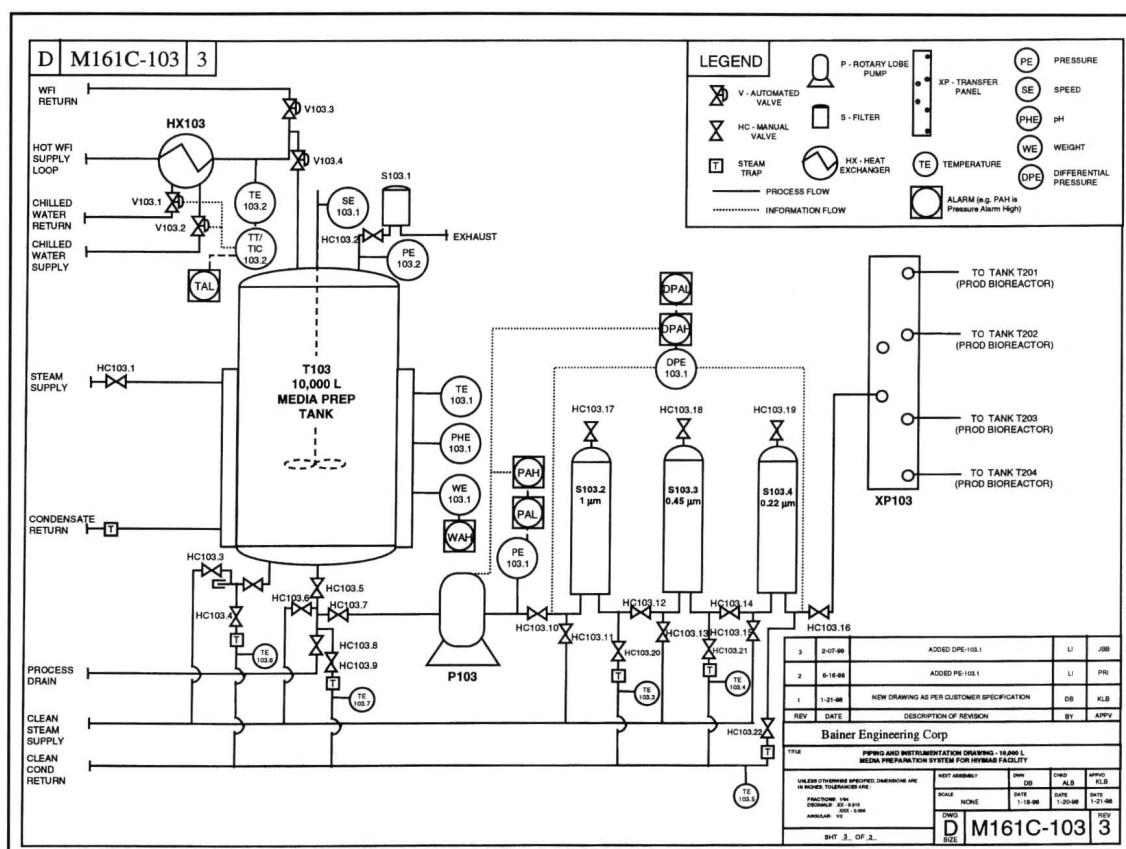 D M161C-103 3
WFI
RETURN
V103.3
HX103
HOT WFI
SUPPLY
LOOP
V103.4
CHILLED
WATER RETURN
V103.1
V103.2
CHILLED
WATER
SUPPLY
TE
103.2
TT/
TIC
103.2
TAL
SE
103.1
S103.1
HC103.2
EXHAUST
PE
103.2
LEGEND
V - AUTOMATED
VALVE
HC - MANUAL
VALVE
STEAM
TRAP
T
P - ROTARY LOBE
PUMP
S - FILTER
HX - HEAT
EXCHANGER
XP - TRANSFER
PANEL
TE TEMPERATURE
ALARM (e.g. PAH is
Pressure Alarm High)
PROCESS FLOW
INFORMATION FLOW
PE PRESSURE
SE SPEED
PHE pH
WE WEIGHT
DPE DIFFERENTIAL
PRESSURE
STEAM
SUPPLY
HC103.1
T103
10,000 L
MEDIA PREP
TANK
TE
103.1
PHE
103.1
WE
103.1
WAH
CONDENSATE
RETURN
T
DPAL
DPAH
DPE
103.1
PAH
PAL
PE
103.1
HC103.17
HC103.18
HC103.19
S103.2
1 µm
S103.3
0.45 µm
S103.4
0.22 µm
TO TANK T201
(PROD BIOREACTOR)
TO TANK T202
(PROD BIOREACTOR)
TO TANK T203
(PROD BIOREACTOR)
TO TANK T204
(PROD BIOREACTOR)
XP103
HC103.3
HC103.4
T
TE
103.6
HC103.5
HC103.6
HC103.7
HC103.8
HC103.9
T
TE
103.7
P103
HC103.10
HC103.11
HC103.12
HC103.13
HC103.14
HC103.15
HC103.16
HC103.20
T
TE
103.3
HC103.21
T
TE
103.4
HC103.22
T
TE
103.5
PROCESS
DRAIN
CLEAN
STEAM
SUPPLY
CLEAN
COND
RETURN
3 2-07-99 ADDED DPE-103.1 LI JBB
2 6-16-98 ADDED PE-103.1 LI PRI
1 1-21-98 NEW DRAWING AS PER CUSTOMER SPECIFICATION DB KLB
REV DATE DESCRIPTION OF REVISION BY APPV
Bainer Engineering Corp
TITLE PIPING AND INSTRUMENTATION DRAWING - 10,000 L
MEDIA PREPARATION SYSTEM FOR HIVMAB FACILITY
UNLESS OTHERWISE SPECIFIED, DIMENSIONS ARE
IN INCHES, TOLERANCES ARE:
FRACTIONS: 1/64
ANGULAR: 1/2
NEXT ASSEMBLY
DWN
DB
CHKD
ALB
APPVD
KLB
SCALE
NONE
DATE
1-18-98
DATE
1-20-98
DATE
1-21-98
SHT 3 OF 3
DWG
D
SIZE
M161C-103
REV
3